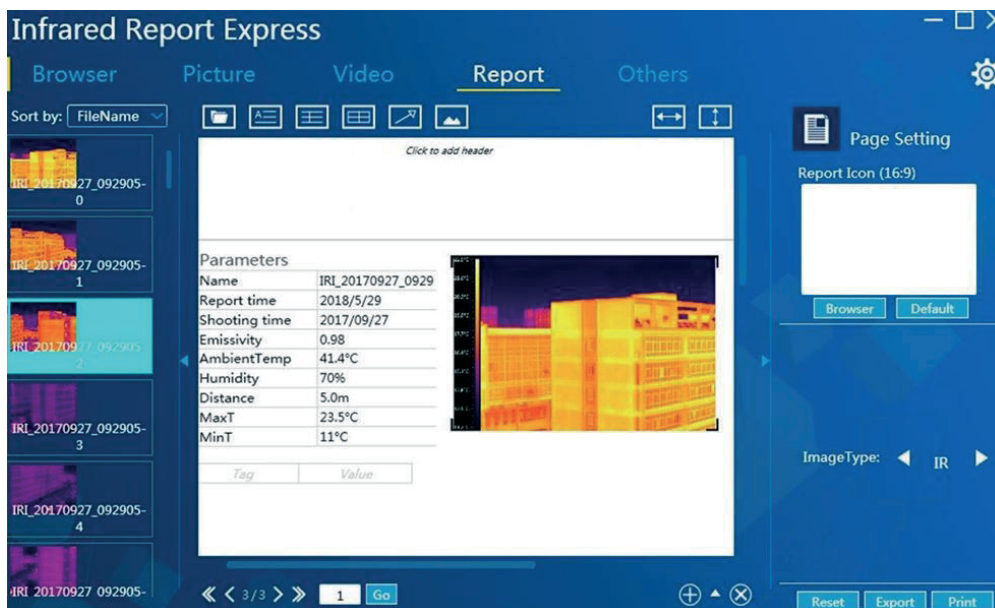 Infrared Report Express
Browser Picture Video Report Others
Sort by: FileName
IRI_20170927_092905-
0
IRI_20170927_092905-
1
IRI_20170927_092905-
2
IRI_20170927_092905-
3
IRI_20170927_092905-
4
IRI_20170927_092905-
Click to add header
Parameters
Name IRI_20170927_0929
Report time 2018/5/29
Shooting time 2017/09/27
Emissivity 0.98
AmbientTemp 41.4°C
Humidity 70%
Distance 5.0m
MaxT 23.5°C
MinT 11°C
Tag Value
3/3 1 Go
Page Setting
Report Icon (16:9)
Browser Default
ImageType: IR
Reset Export Print